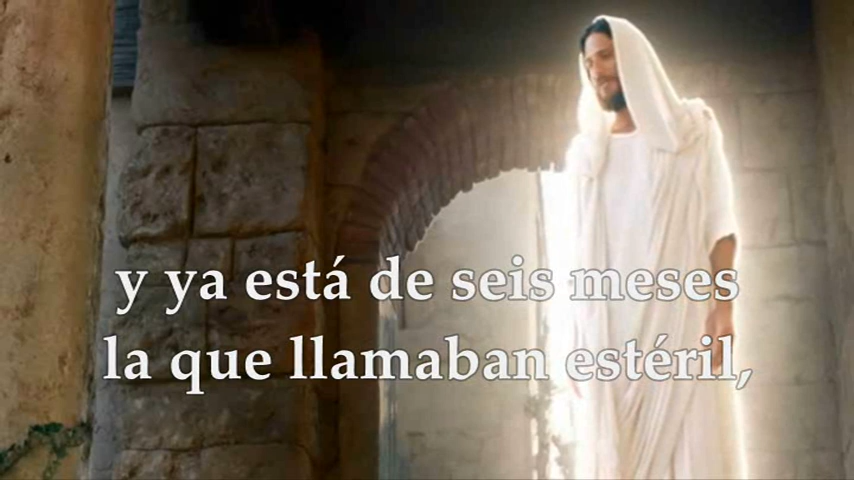 y ya está de seis meses
la que llamaban estéril,